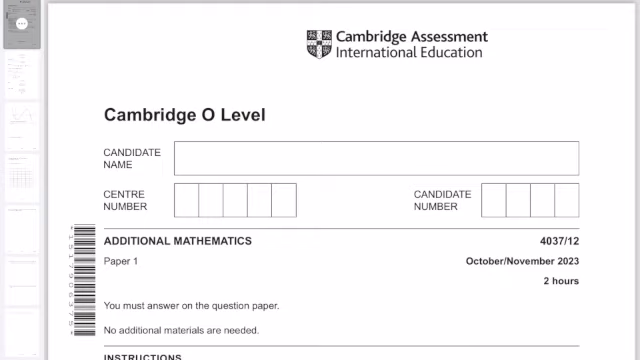 Cambridge Assessment
International Education
Cambridge O Level
CANDIDATE
NAME
CENTRE
NUMBER
CANDIDATE
NUMBER
ADDITIONAL MATHEMATICS 4037/12
Paper 1 October/November 2023
2 hours
You must answer on the question paper.
No additional materials are needed.
INSTRUCTIONS